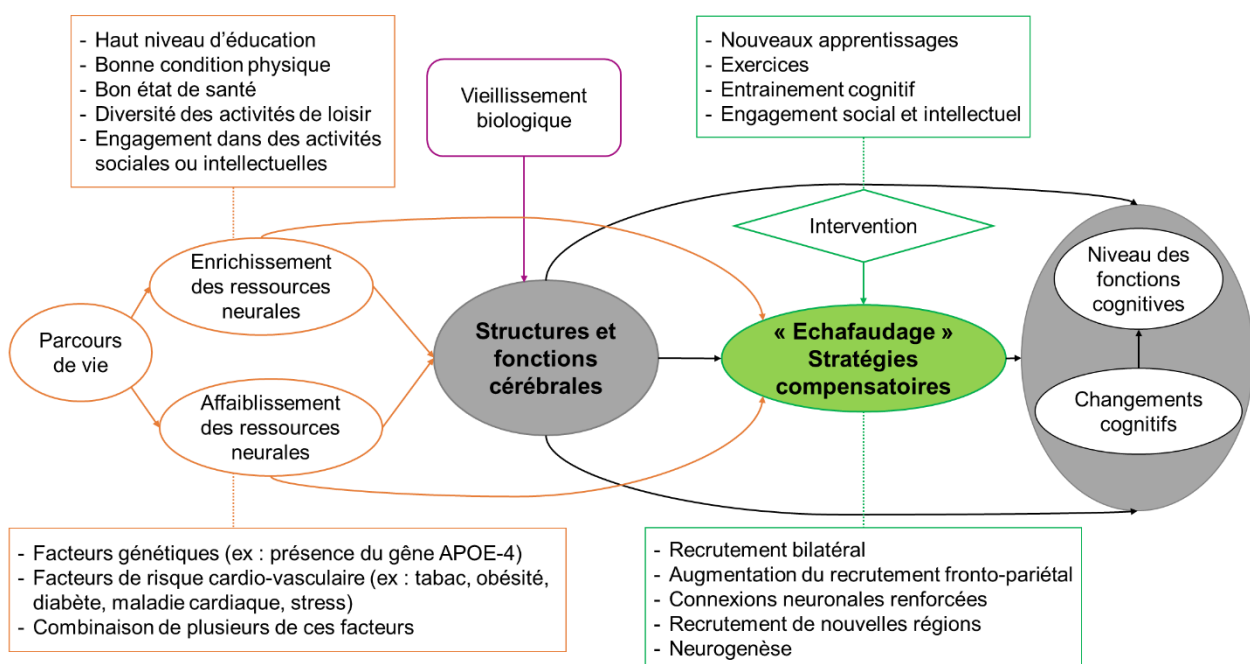 - Haut niveau d’éducation
- Bonne condition physique
- Bon état de santé
- Diversité des activités de loisir
- Engagement dans des activités
sociales ou intellectuelles
Vieillissement
biologique
- Nouveaux apprentissages
- Exercices
- Entrainement cognitif
- Engagement social et intellectuel
Intervention
Parcours
de vie
Enrichissement
des ressources
neurales
Affaiblissement
des ressources
neurales
Structures et
fonctions
cérébrales
« Echafaudage »
Stratégies
compensatoires
Niveau des
fonctions
cognitives
Changements
cognitifs
- Facteurs génétiques (ex : présence du gêne APOE-4)
- Facteurs de risque cardio-vasculaire (ex : tabac, obésité,
diabète, maladie cardiaque, stress)
- Combinaison de plusieurs de ces facteurs
- Recrutement bilatéral
- Augmentation du recrutement fronto-pariétal
- Connexions neuronales renforcées
- Recrutement de nouvelles régions
- Neurogenèse